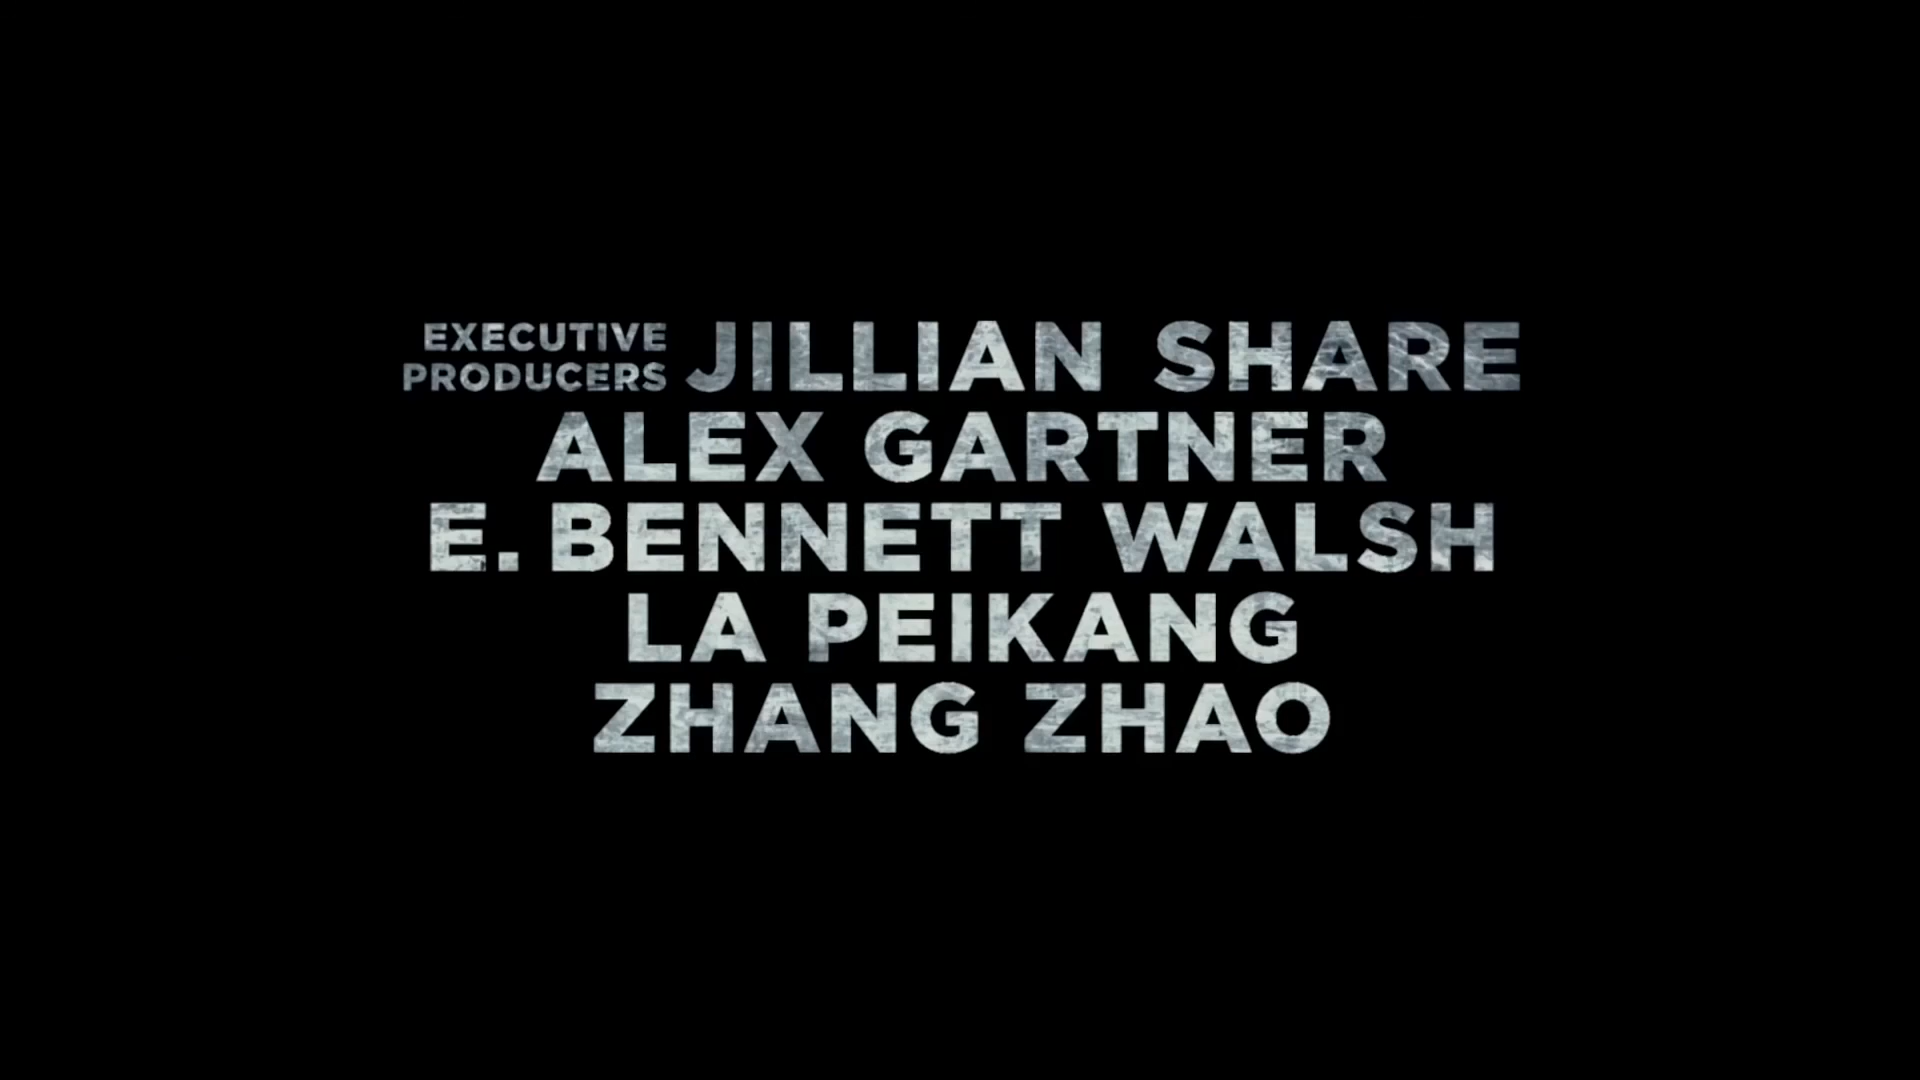 EXECUTIVE
PRODUCERS JILLIAN SHARE
ALEX GARTNER
E. BENNETT WALSH
LA PEIKANG
ZHANG ZHAO